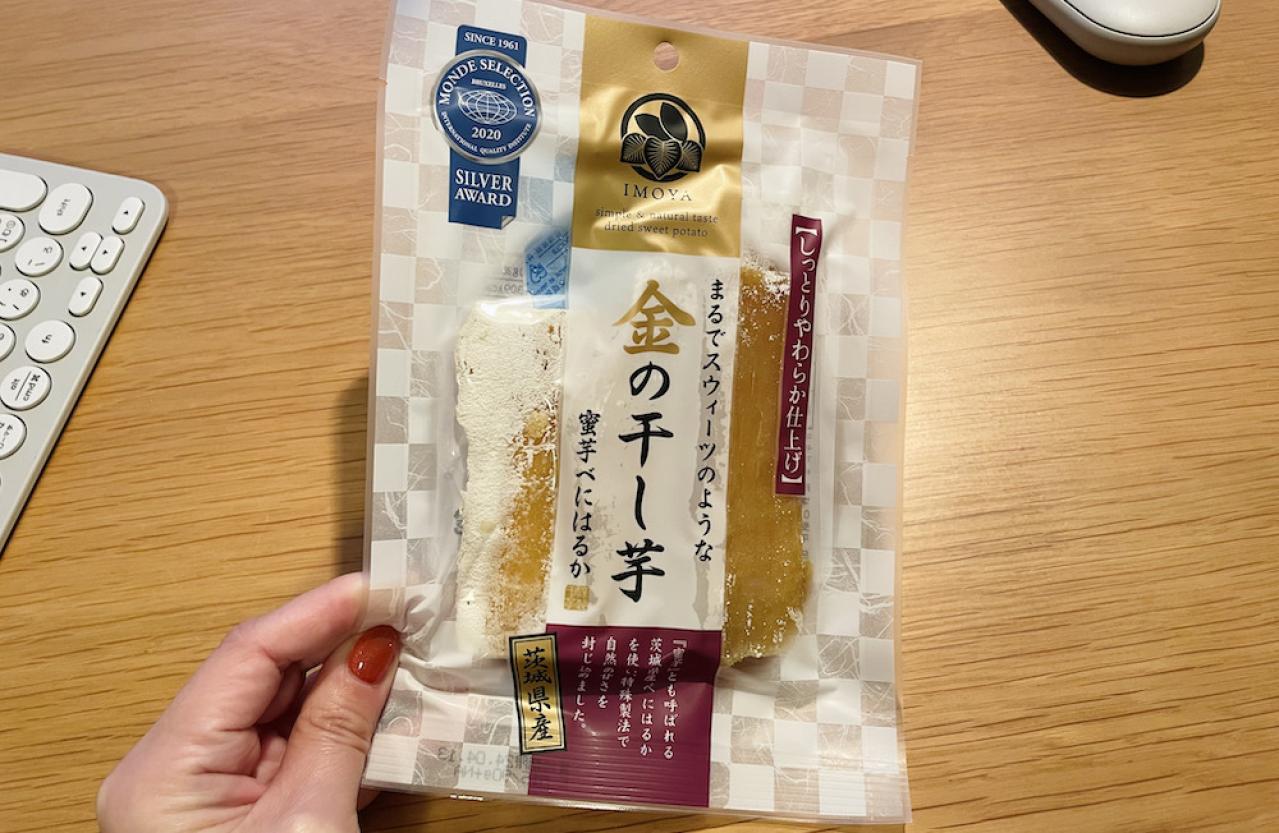 SINCE 1961
MONDE SELECTION
BRUXELLES
2020
INTERNATIONAL QUALITY INSTITUTE
SILVER
AWARD
IMOYA
simple & natural taste
dried sweet potato
【しっとりやわらか仕上げ】
まるでスウィーツのような
金の干し芋
蜜芋べにはるか
『蜜芋』とも呼ばれる
茨城県産べにはるか
を使い、特殊製法で
自然の甘さを
封じ込めました。
茨城県産
24.04.13